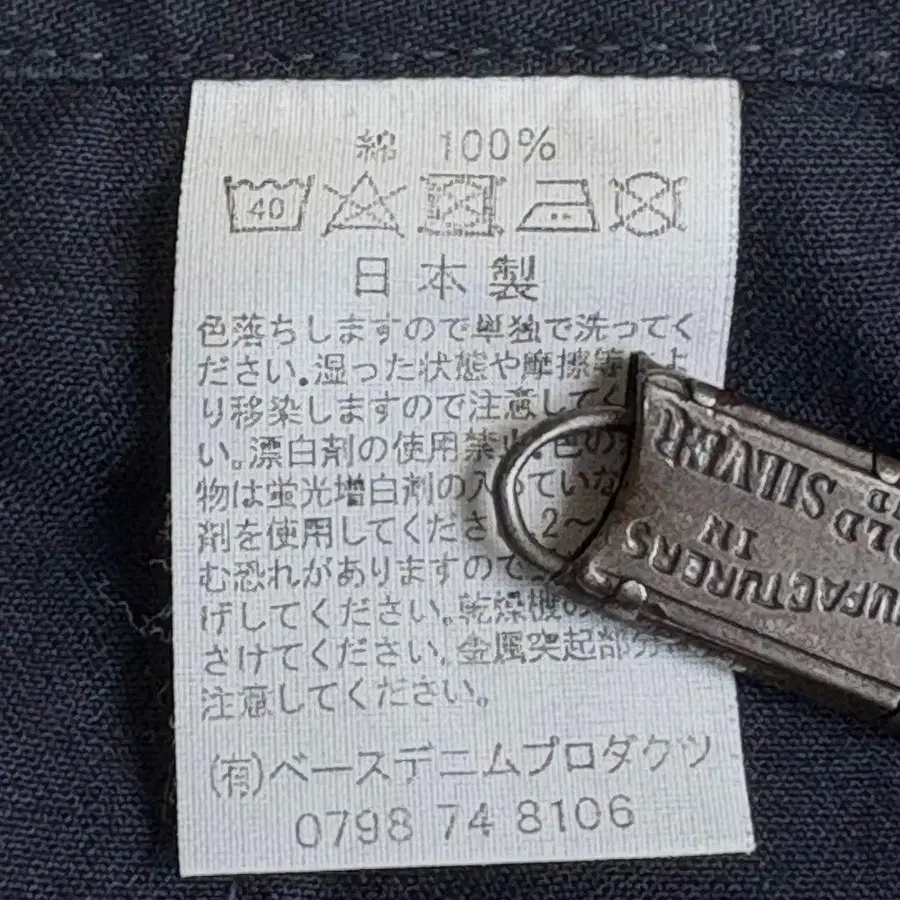 綿 100%
40
日本製
色落ちしますので単独で洗ってく
ださい.湿った状態や摩擦等 よ
り移染しますので注意してく
い。漂白剤の使用禁止.色の
物は蛍光増白剤の入っていな
剤を使用してくださ 2〜
む恐れがありますので
げしてください。乾燥機の
さけてください。金属突起部分
注意してください。
(有)ベースデニムプロダクツ
0798 74 8106
SILVER
OLD
IN
UFACTURERS